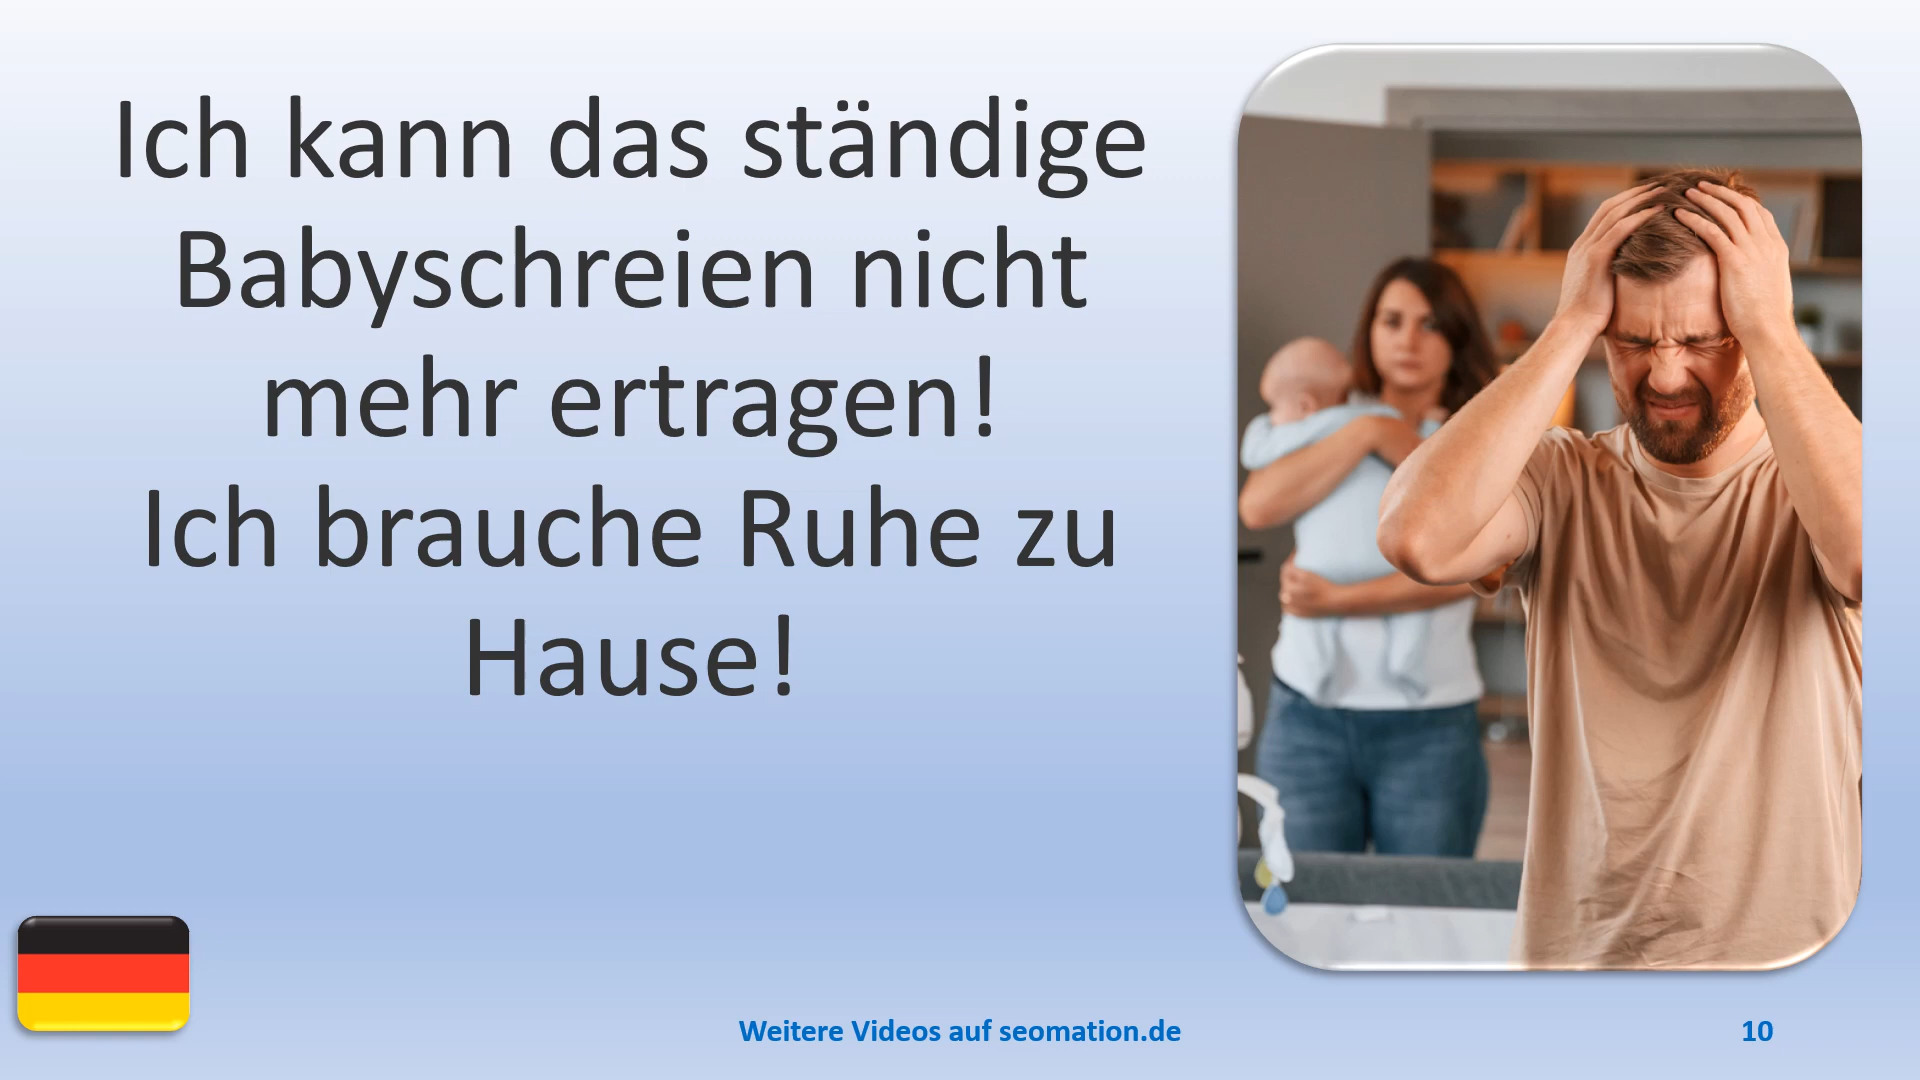 Ich kann das ständige
Babyschreien nicht
mehr ertragen!
Ich brauche Ruhe zu
Hause!
Weitere Videos auf seomation.de
10